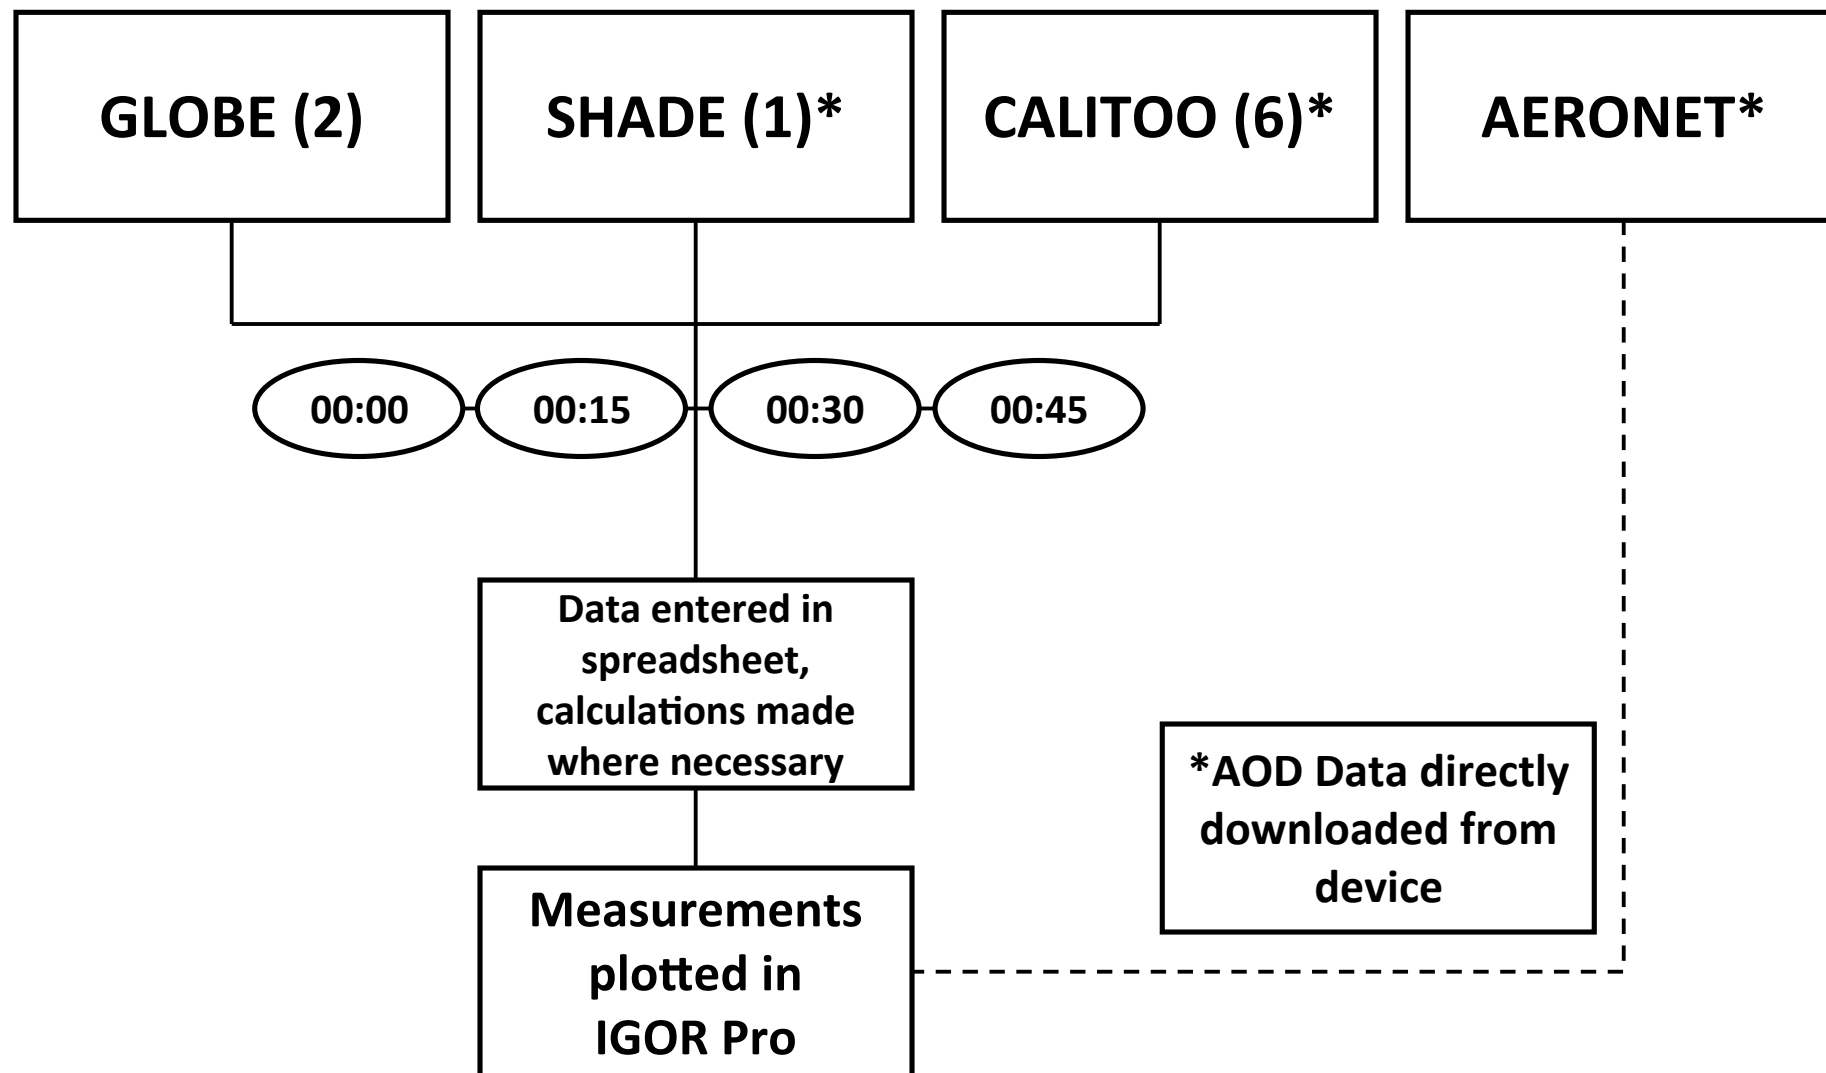 GLOBE (2)
SHADE (1)*
CALITOO (6)*
AERONET*
00:00
00:15
00:30
00:45
Data entered in
spreadsheet,
calculations made
where necessary
*AOD Data directly
downloaded from
device
Measurements
plotted in
IGOR Pro